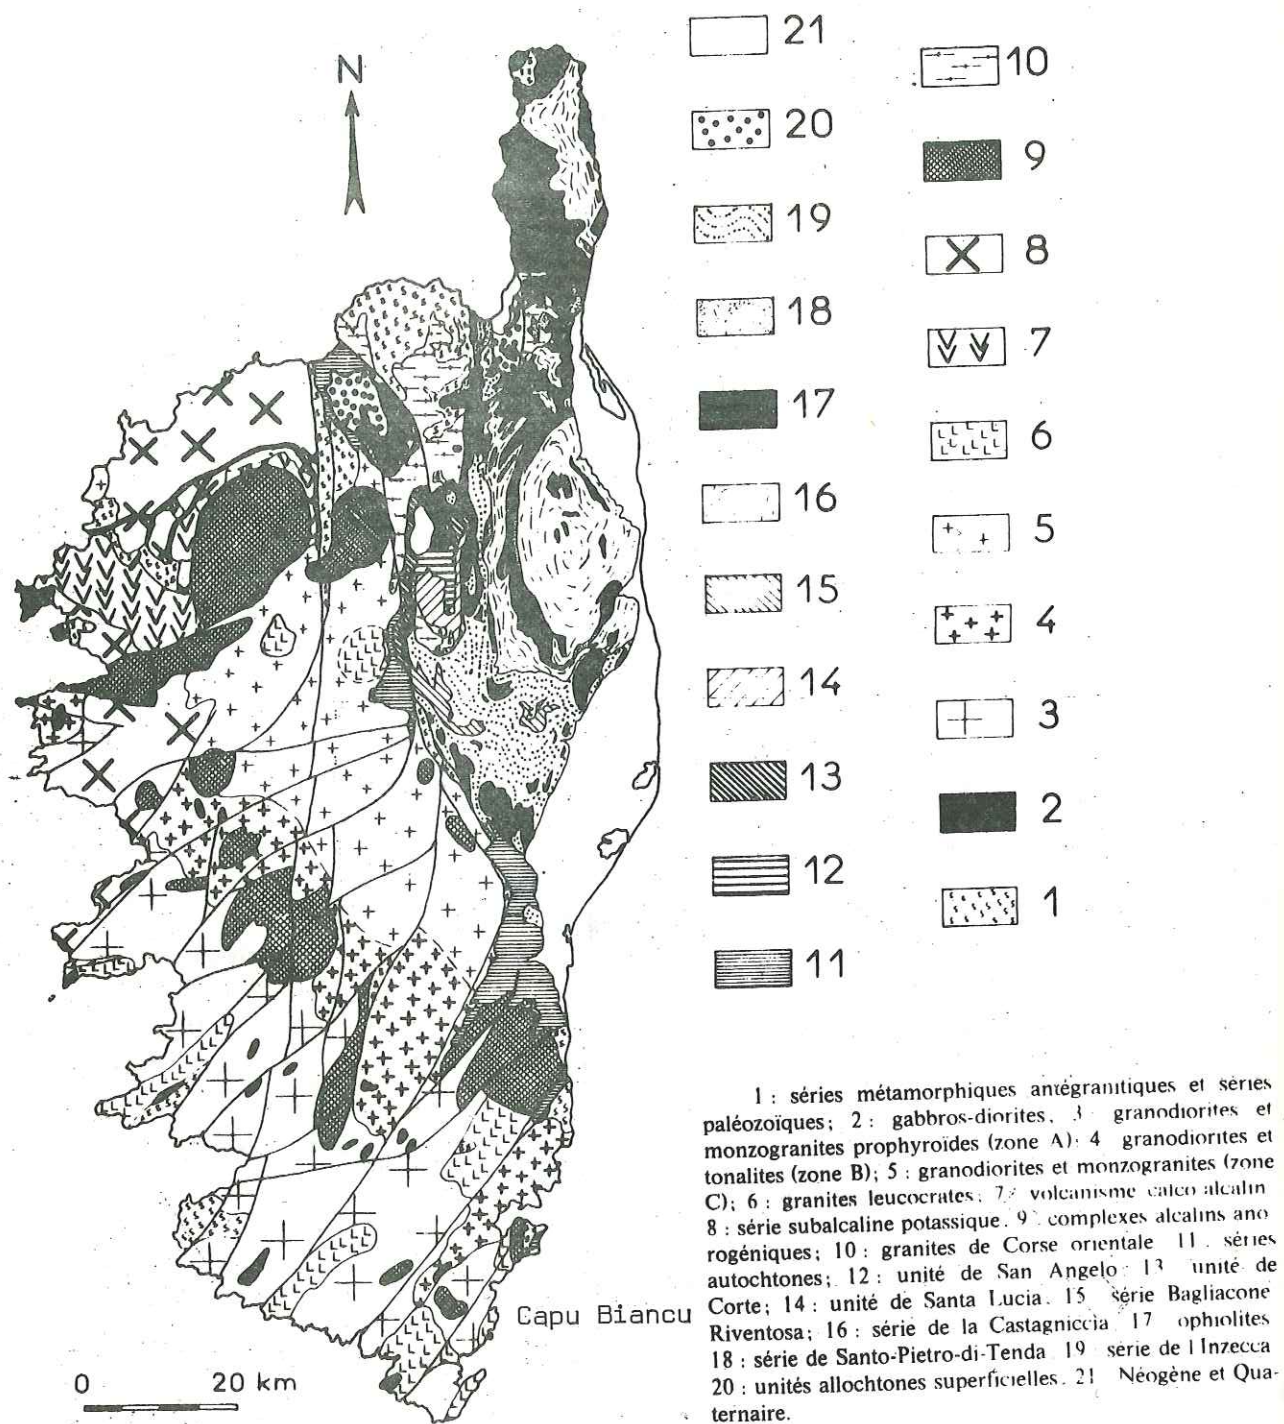 N
21
20
19
18
17
16
15
14
13
12
11
10
9
8
7
6
5
4
3
2
1
Capu Biancu
0 20 km
1 : séries métamorphiques antégranitiques et séries
paléozoïques; 2 : gabbros-diorites, 3 granodiorites et
monzogranites prophyroïdes (zone A); 4 granodiorites et
tonalites (zone B); 5 : granodiorites et monzogranites (zone
C); 6 : granites leucocrates; 7 : volcanisme calco alcalin
8 : série subalcaline potassique. 9 : complexes alcalins ano
rogéniques; 10 : granites de Corse orientale 11 . séries
autochtones; 12 : unité de San Angelo 13 unité de
Corte; 14 : unité de Santa Lucia. 15 série Bagliacone
Riventosa; 16 : série de la Castagniccia 17 ophiolites
18 : série de Santo-Pietro-di-Tenda 19 série de l Inzecca
20 : unités allochtones superficielles. 21 Néogène et Qua-
ternaire.